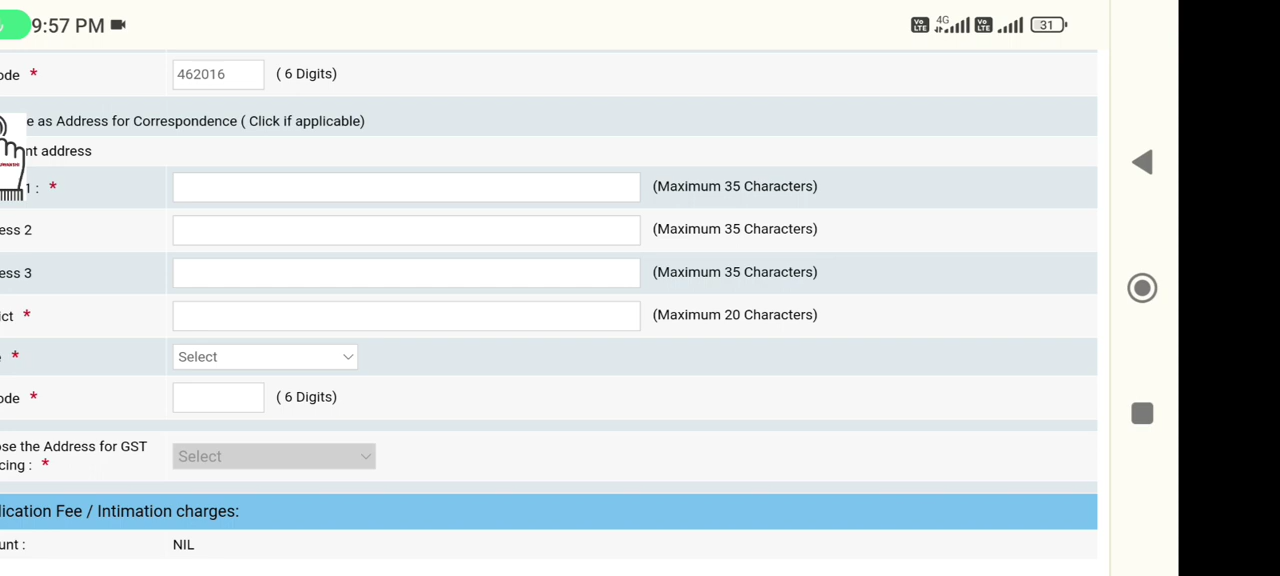 9:57 PM
4G
31
ode *
462016
( 6 Digits)
e as Address for Correspondence ( Click if applicable)
nt address
1 : *
(Maximum 35 Characters)
ess 2
(Maximum 35 Characters)
ess 3
(Maximum 35 Characters)
ict *
(Maximum 20 Characters)
*
Select
ode *
( 6 Digits)
ose the Address for GST
cing : *
Select
lication Fee / Intimation charges:
unt :
NIL